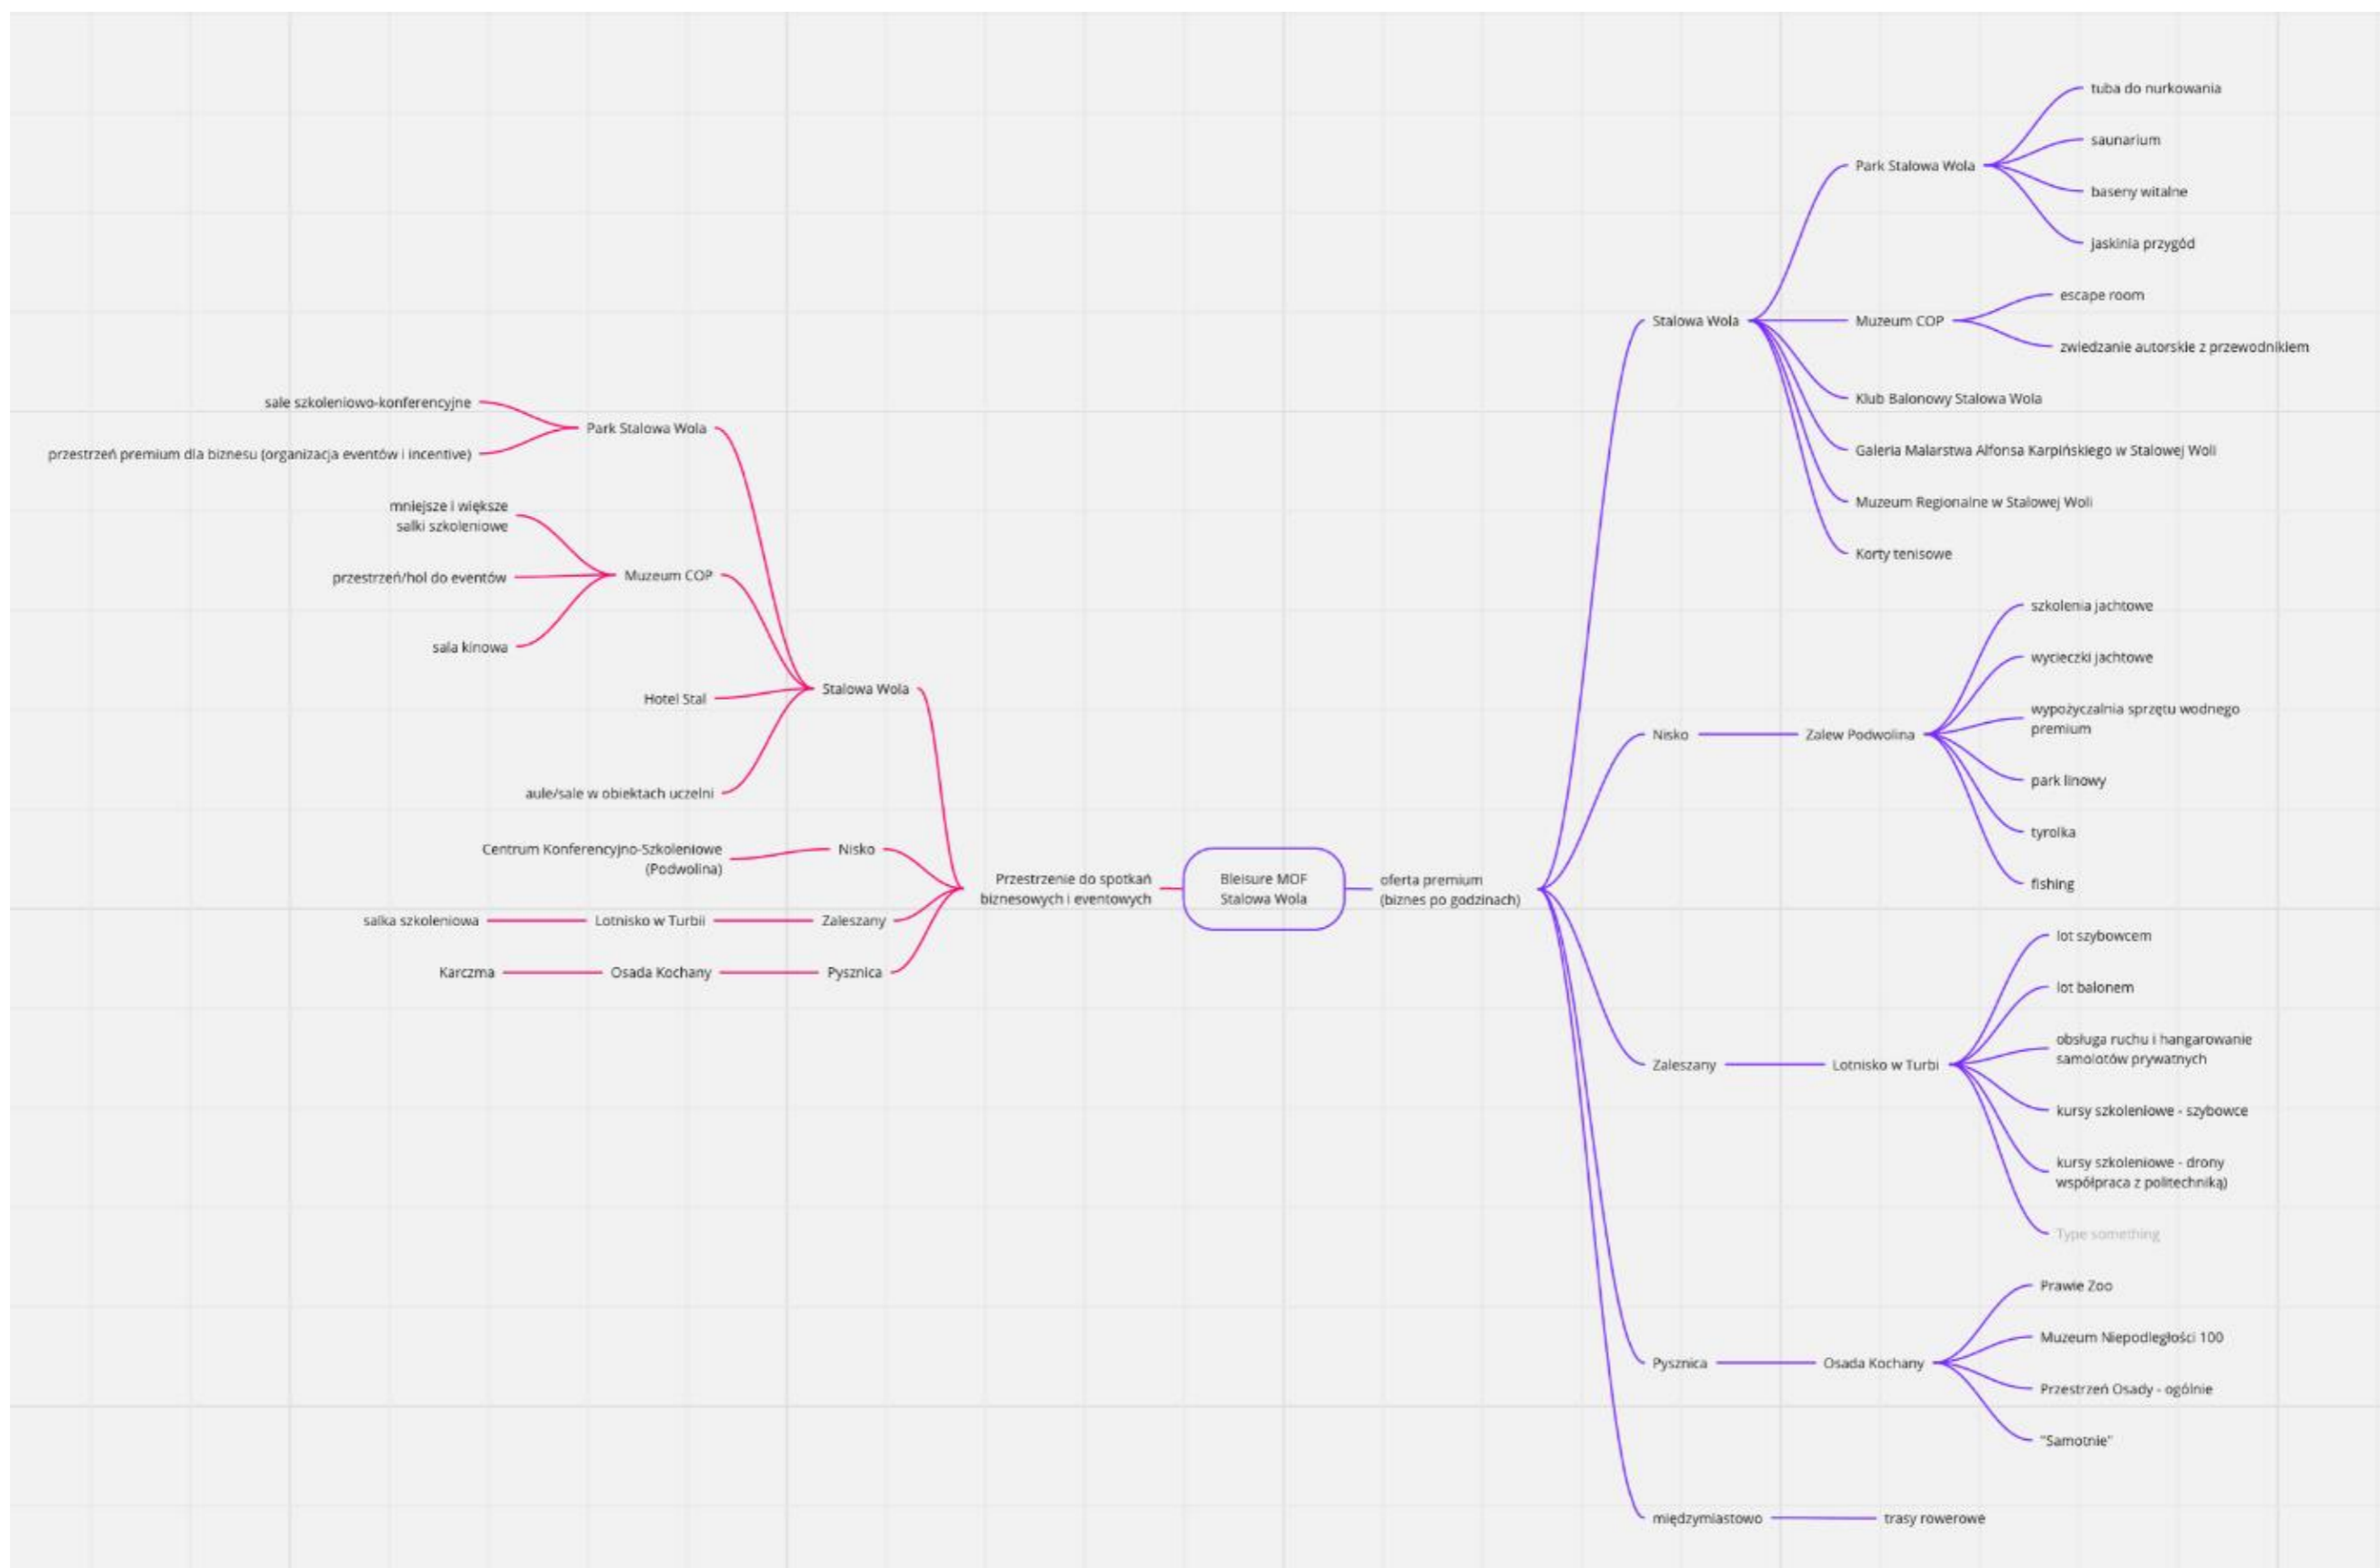 sale szkoleniowo-konferencyjne
Park Stalowa Wola
przestrzeń premium dla biznesu (organizacja eventów i incentive)
mniejsze i większe
salki szkoleniowe
przestrzeń/hol do eventów
Muzeum COP
sala kinowa
Hotel Stal
Stalowa Wola
aule/sale w obiektach uczelni
Centrum Konferencyjno-Szkoleniowe
(Podwolina)
Nisko
salka szkoleniowa
Lotnisko w Turbii
Zaleszany
Karczma
Osada Kochany
Pysznica
Przestrzenie do spotkań
biznesowych i eventowych
Bleisure MOF
Stalowa Wola
oferta premium
(biznes po godzinach)
Stalowa Wola
Park Stalowa Wola
tuba do nurkowania
saunarium
baseny witalne
jaskinia przygód
Muzeum COP
escape room
zwiedzanie autorskie z przewodnikiem
Klub Balonowy Stalowa Wola
Galeria Malarstwa Alfonsa Karpińskiego w Stalowej Woli
Muzeum Regionalne w Stalowej Woli
Korty tenisowe
Nisko
Zalew Podwolina
szkolenia jachtowe
wycieczki jachtowe
wypożyczalnia sprzętu wodnego
premium
park linowy
tyrolka
fishing
Zaleszany
Lotnisko w Turbi
lot szybowcem
lot balonem
obsługa ruchu i hangarowanie
samolotów prywatnych
kursy szkoleniowe - szybowce
kursy szkoleniowe - drony
współpraca z politechniką)
Type something
Pysznica
Osada Kochany
Prawie Zoo
Muzeum Niepodległości 100
Przestrzeń Osady - ogólnie
"Samotnie"
międzymiastowo
trasy rowerowe